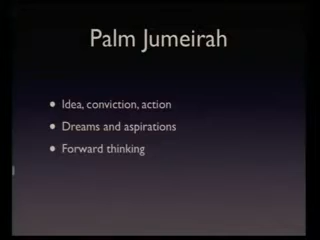 Palm Jumeirah
• Idea, conviction, action
• Dreams and aspirations
• Forward thinking